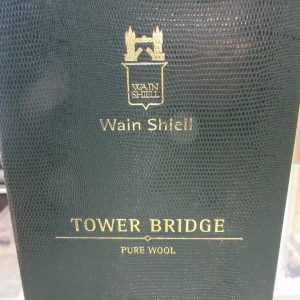 WAIN
SHIELL
Wain Shiell
TOWER BRIDGE
PURE WOOL